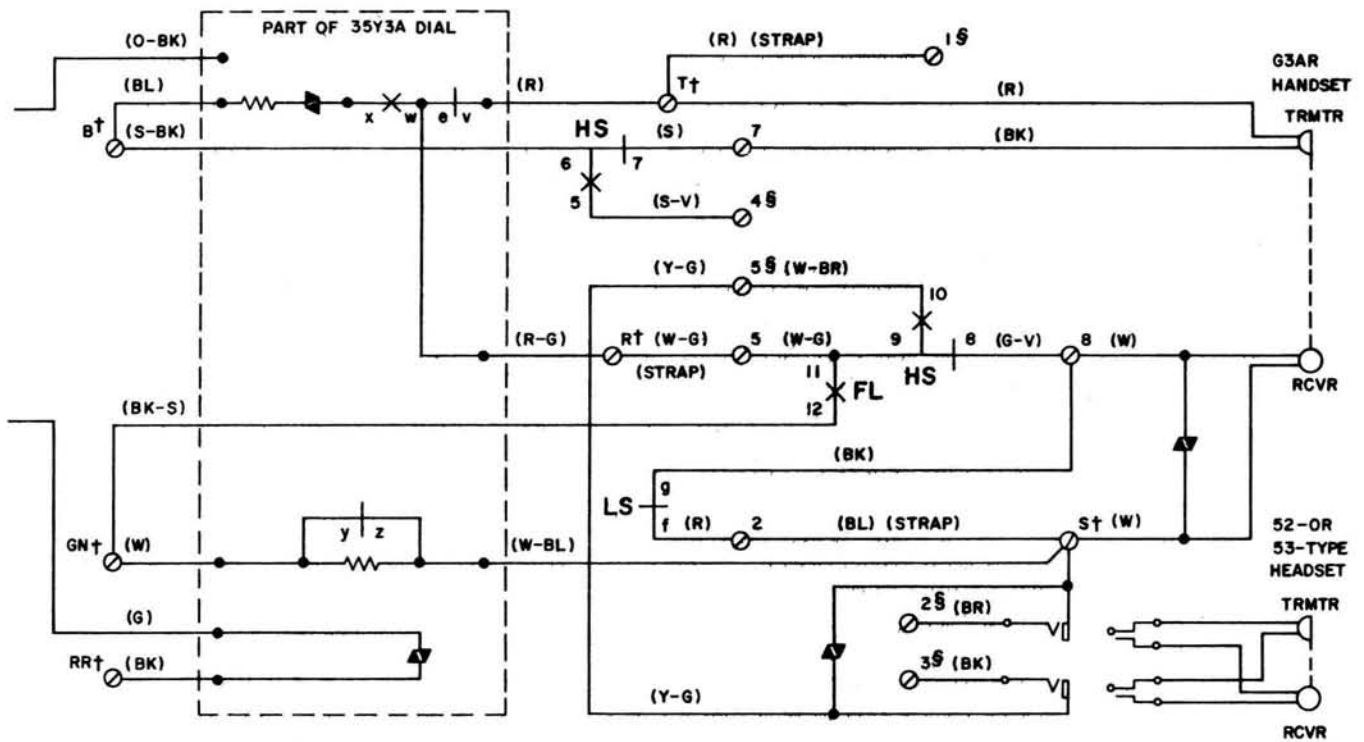 PART OF 35Y3A DIAL
(O-BK)
(R) (STRAP)
1§
G3AR
HANDSET
(BL)
(R)
T†
(R)
TRMTR
x
w
e
v
B†
(S-BK)
HS
(S)
7
(BK)
6
7
5
(S-V)
4§
(Y-G)
5§
(W-BR)
10
(R-G)
R†
(W-G)
5
(W-G)
9
8
(G-V)
8
(W)
(STRAP)
11
HS
RCVR
FL
12
(BK-S)
(BK)
g
LS
f
(R)
2
(BL) (STRAP)
S†
(W)
52-OR
53-TYPE
HEADSET
y
z
GN†
(W)
(W-BL)
TRMTR
2§
(BR)
(G)
RR†
(BK)
3§
(BK)
(Y-G)
RCVR